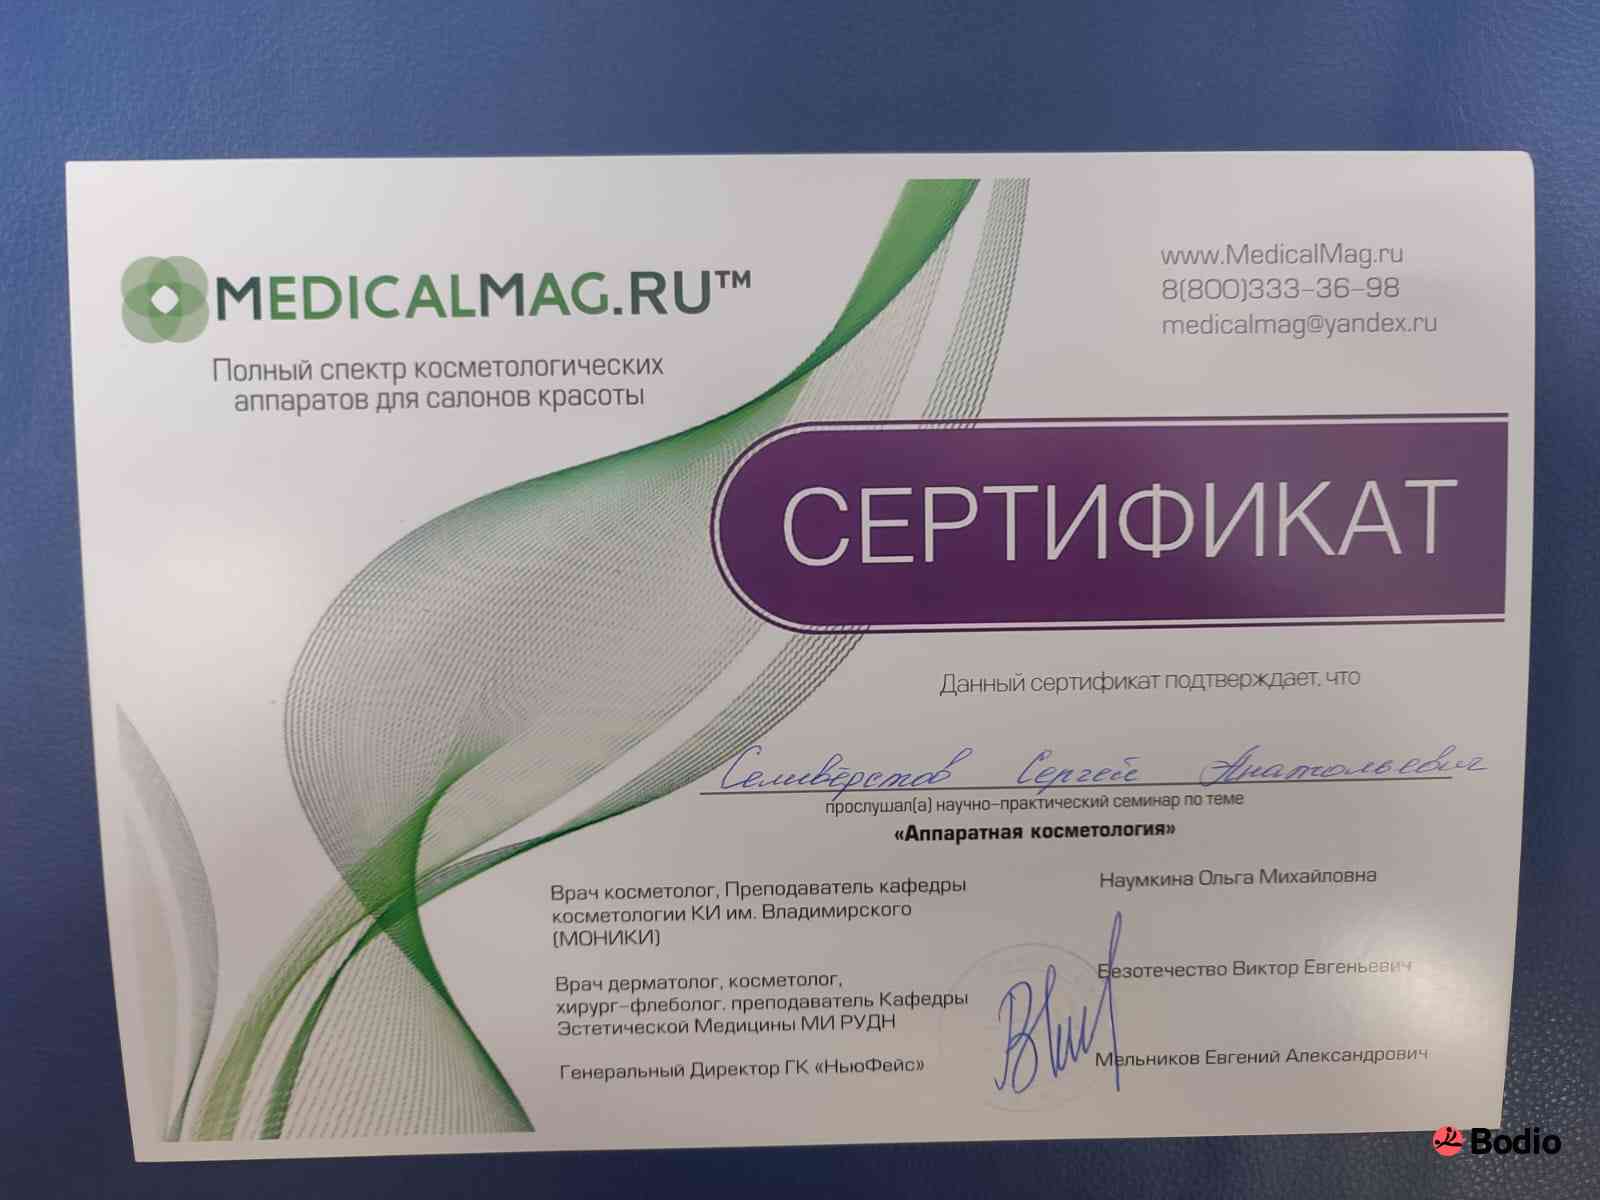 MEDICALMAG.RU™
Полный спектр косметологических
аппаратов для салонов красоты
www.MedicalMag.ru
8(800)333-36-98
medicalmag@yandex.ru
СЕРТИФИКАТ
Данный сертификат подтверждает, что
Селивёрстов Сергей Анатольевич
прослушал(а) научно-практический семинар по теме
«Аппаратная косметология»
Врач косметолог, Преподаватель кафедры
косметологии КИ им. Владимирского
(МОНИКИ)
Наумкина Ольга Михайловна
Врач дерматолог, косметолог,
хирург-флеболог. преподаватель Кафедры
Эстетической Медицины МИ РУДН
Безотечество Виктор Евгеньевич
Генеральный Директор ГК «НьюФейс»
Мельников Евгений Александрович
Bodio